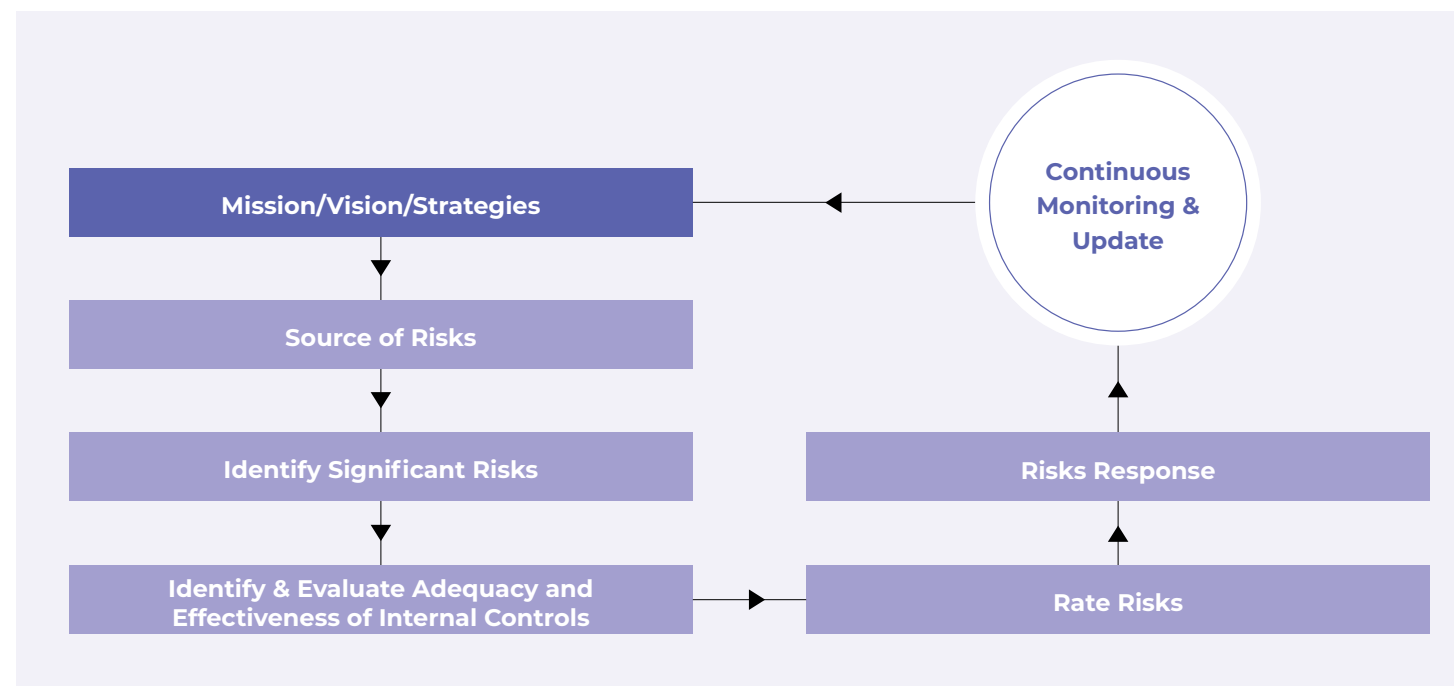 Mission/Vision/Strategies
Source of Risks
Identify Significant Risks
Identify & Evaluate Adequacy and
Effectiveness of Internal Controls
Rate Risks
Risks Response
Continuous
Monitoring &
Update